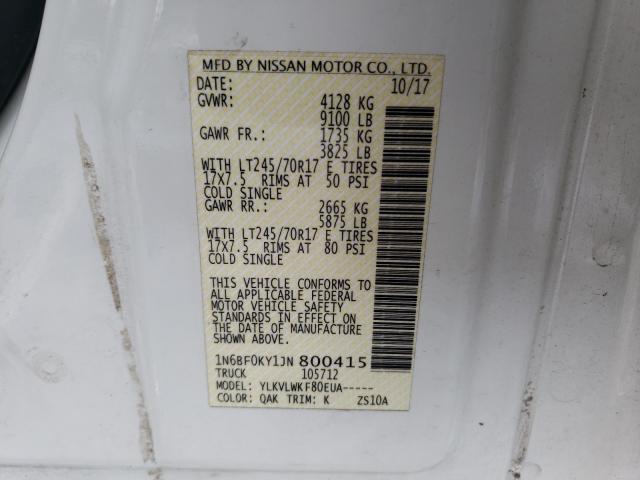 MFD BY NISSAN MOTOR CO., LTD.
DATE: 10/17
GVWR: 4128 KG
9100 LB
GAWR FR.: 1735 KG
3825 LB
WITH LT245/70R17 E TIRES
17X7.5 RIMS AT 50 PSI
COLD SINGLE
GAWR RR.: 2665 KG
5875 LB
WITH LT245/70R17 E TIRES
17X7.5 RIMS AT 80 PSI
COLD SINGLE
THIS VEHICLE CONFORMS TO
ALL APPLICABLE FEDERAL
MOTOR VEHICLE SAFETY
STANDARDS IN EFFECT ON
THE DATE OF MANUFACTURE
SHOWN ABOVE.
1N6BF0KY1JN 800415
TRUCK 105712
MODEL: YLKVLWKF80EUA-----
COLOR: QAK TRIM: K ZS10A